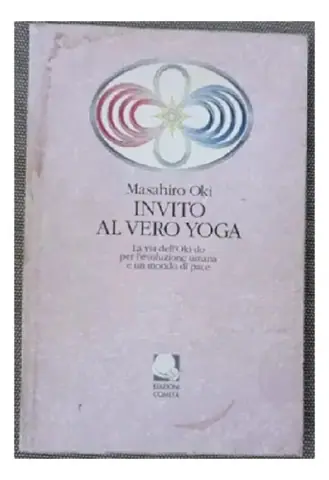 Masahiro Oki
INVITO
AL VERO YOGA
La via dell'Oki-do
per l'evoluzione umana
e un mondo di pace
EDIZIONI
COMETA